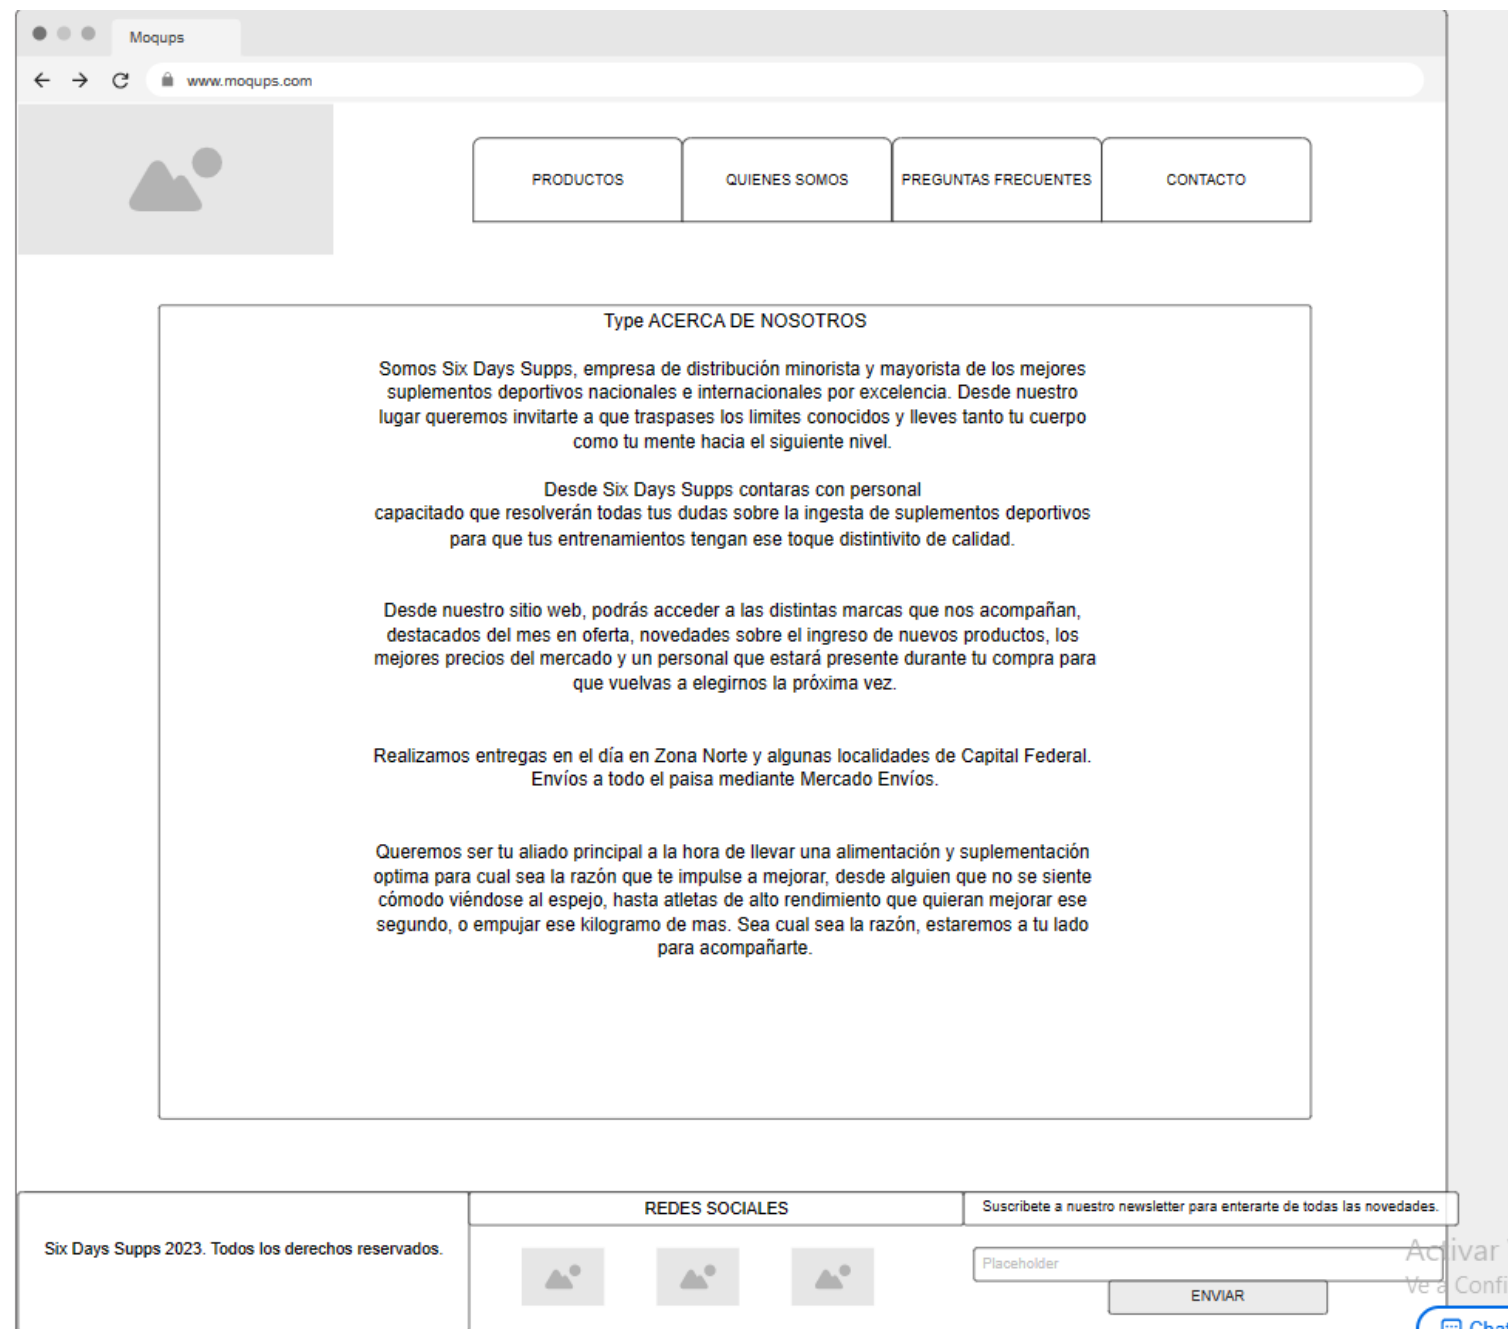 Moqups
www.moqups.com
PRODUCTOS
QUIENES SOMOS
PREGUNTAS FRECUENTES
CONTACTO
Type ACERCA DE NOSOTROS
Somos Six Days Supps, empresa de distribución minorista y mayorista de los mejores
suplementos deportivos nacionales e internacionales por excelencia. Desde nuestro
lugar queremos invitarte a que traspases los limites conocidos y lleves tanto tu cuerpo
como tu mente hacia el siguiente nivel.
Desde Six Days Supps contaras con personal
capacitado que resolverán todas tus dudas sobre la ingesta de suplementos deportivos
para que tus entrenamientos tengan ese toque distintivito de calidad.
Desde nuestro sitio web, podrás acceder a las distintas marcas que nos acompañan,
destacados del mes en oferta, novedades sobre el ingreso de nuevos productos, los
mejores precios del mercado y un personal que estará presente durante tu compra para
que vuelvas a elegirnos la próxima vez.
Realizamos entregas en el día en Zona Norte y algunas localidades de Capital Federal.
Envíos a todo el paisa mediante Mercado Envíos.
Queremos ser tu aliado principal a la hora de llevar una alimentación y suplementación
optima para cual sea la razón que te impulse a mejorar, desde alguien que no se siente
cómodo viéndose al espejo, hasta atletas de alto rendimiento que quieran mejorar ese
segundo, o empujar ese kilogramo de mas. Sea cual sea la razón, estaremos a tu lado
para acompañarte.
Six Days Supps 2023. Todos los derechos reservados.
REDES SOCIALES
Suscribete a nuestro newsletter para enterarte de todas las novedades.
Placeholder
ENVIAR
Activar
Ve a Confi
Chat